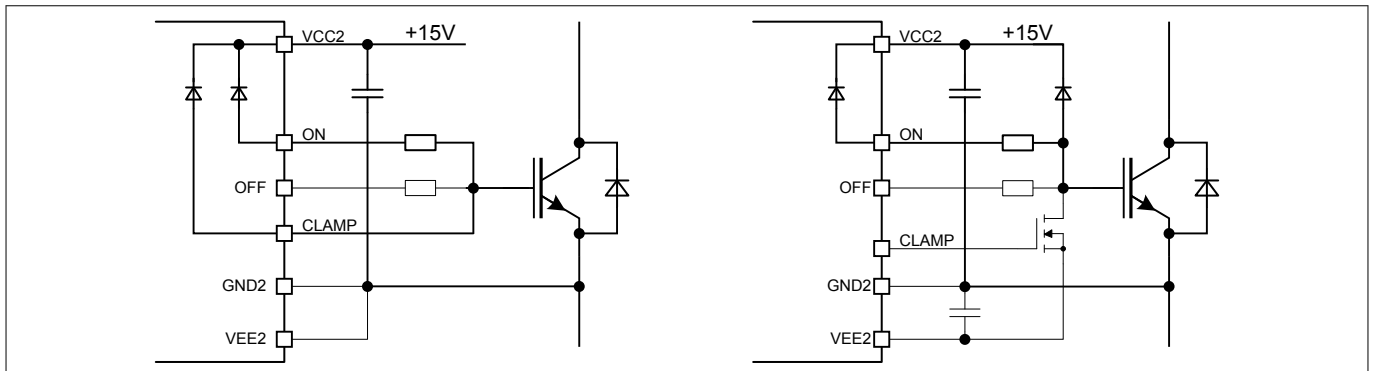 VCC2
+15V
ON
OFF
CLAMP
GND2
VEE2
VCC2
+15V
ON
OFF
CLAMP
GND2
VEE2